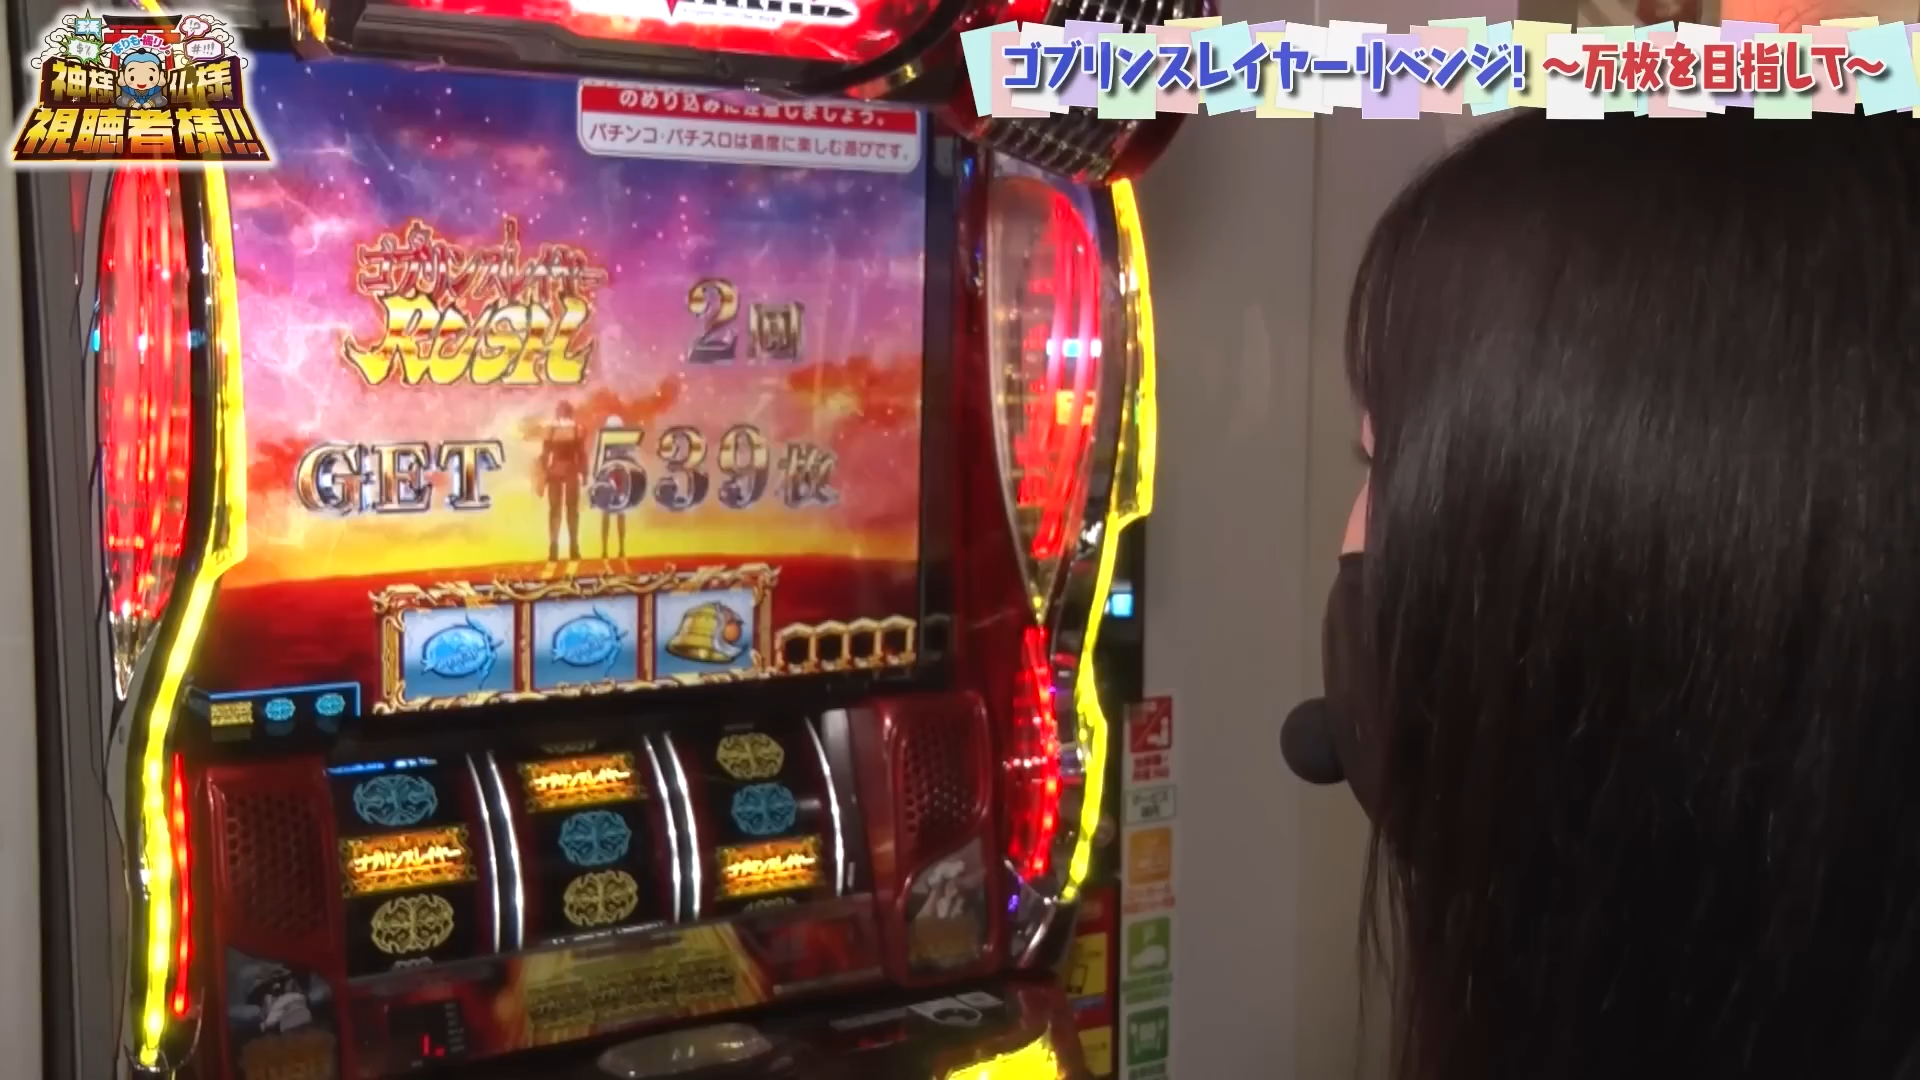 まりも・撮り〜
神様 仏様
視聴者様!!
ゴブリンスレイヤーリベンジ! ～万枚を目指して～
のめり込みに注意しましょう。
パチンコ・パチスロは適度に楽しむ遊びです。
ゴブリンスレイヤー
RUSH
2回
GET 539枚
ゴブリンスレイヤー
ゴブリンスレイヤー
ゴブリンスレイヤー